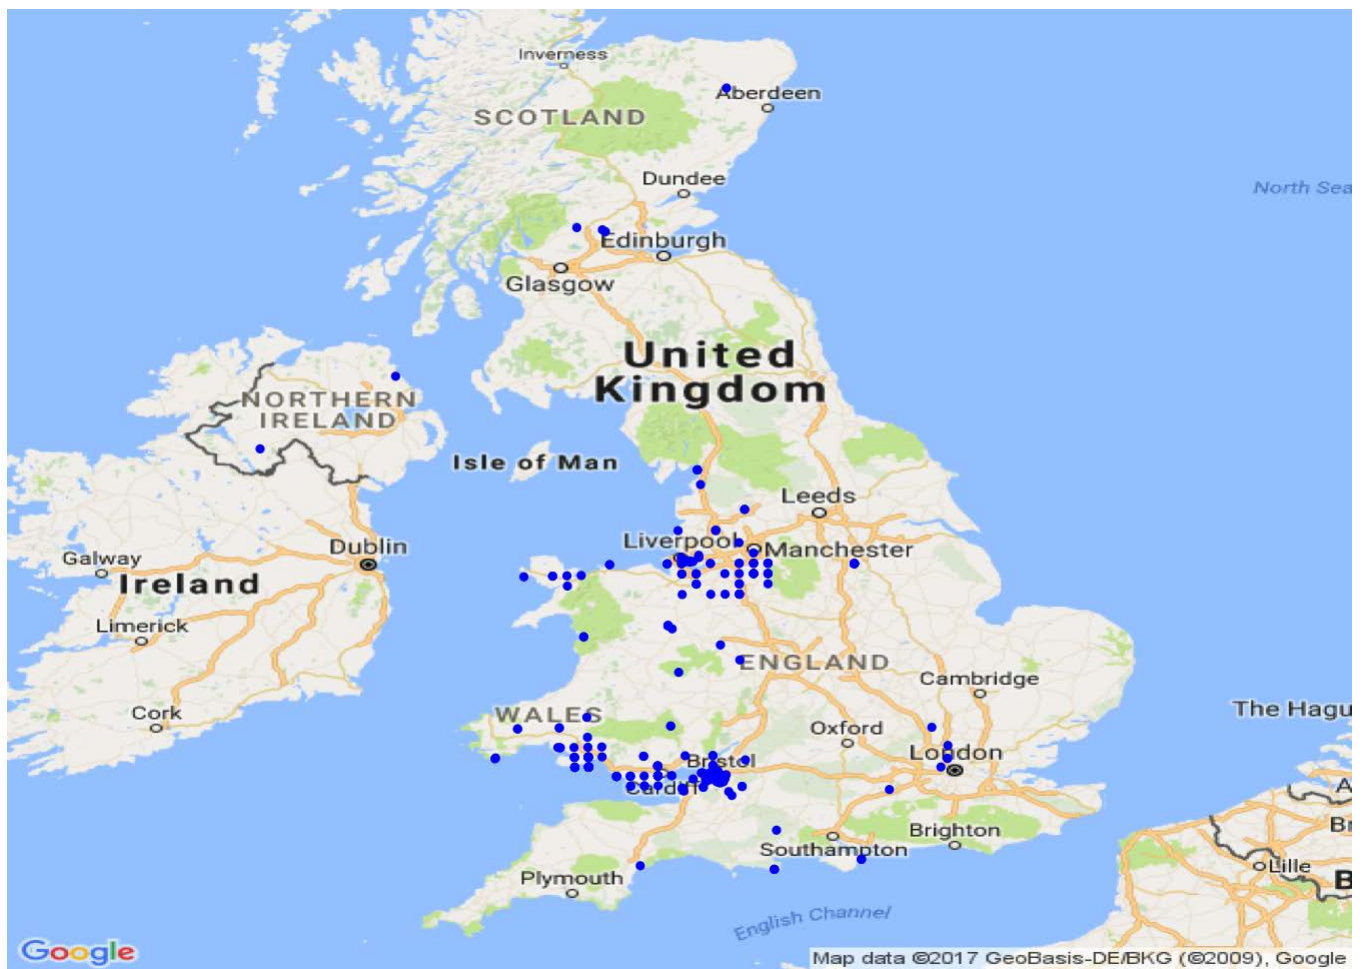 Inverness
Aberdeen
SCOTLAND
Dundee
North Sea
Edinburgh
Glasgow
United
Kingdom
NORTHERN
IRELAND
Isle of Man
Leeds
Liverpool
Manchester
Dublin
Galway
Ireland
Limerick
ENGLAND
Cambridge
Cork
WALES
The Hagu
Oxford
London
Bristol
Cardiff
A
Br
Brighton
Southampton
Lille
Plymouth
B
English Channel
Google
Map data ©2017 GeoBasis-DE/BKG (©2009), Google